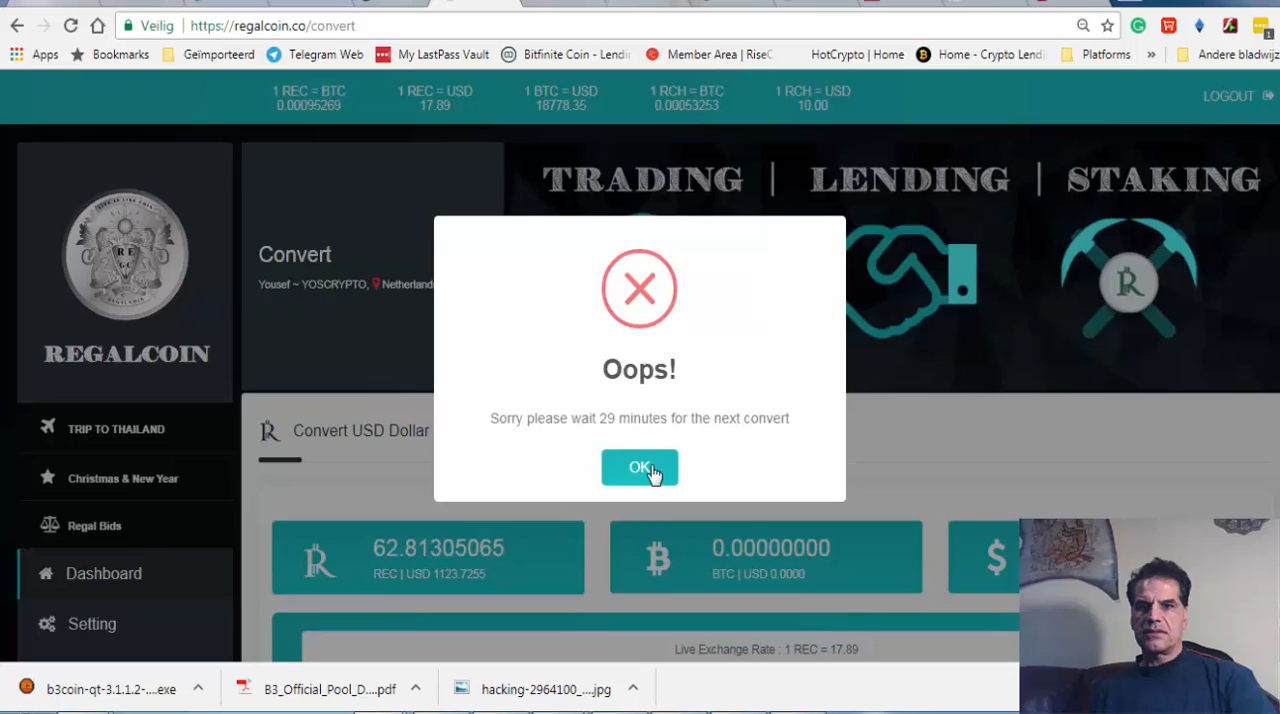 Veilig https://regalcoin.co/convert
Apps Bookmarks Geïmporteerd Telegram Web My LastPass Vault Bitfinite Coin - Lendi Member Area | RiseC HotCrypto | Home Home - Crypto Lendi Platforms » Andere bladwijz
1
1 REC = BTC 1 REC = USD 1 BTC = USD 1 RCH = BTC 1 RCH = USD
0.00095269 17.89 18778.35 0.00053253 10.00
LOGOUT
TRADING | LENDING | STAKING
Convert
Yousef ~ YOSCRYPTO, Netherland
REGALCOIN
Oops!
Sorry please wait 29 minutes for the next convert
OK
TRIP TO THAILAND
Convert USD Dollar
Christmas & New Year
Regal Bids
Dashboard
Setting
62.81305065
REC | USD 1123.7255
0.00000000
BTC | USD 0.0000
$
Live Exchange Rate : 1 REC = 17.89
b3coin-qt-3.1.1.2-....exe B3_Official_Pool_D....pdf hacking-2964100_....jpg